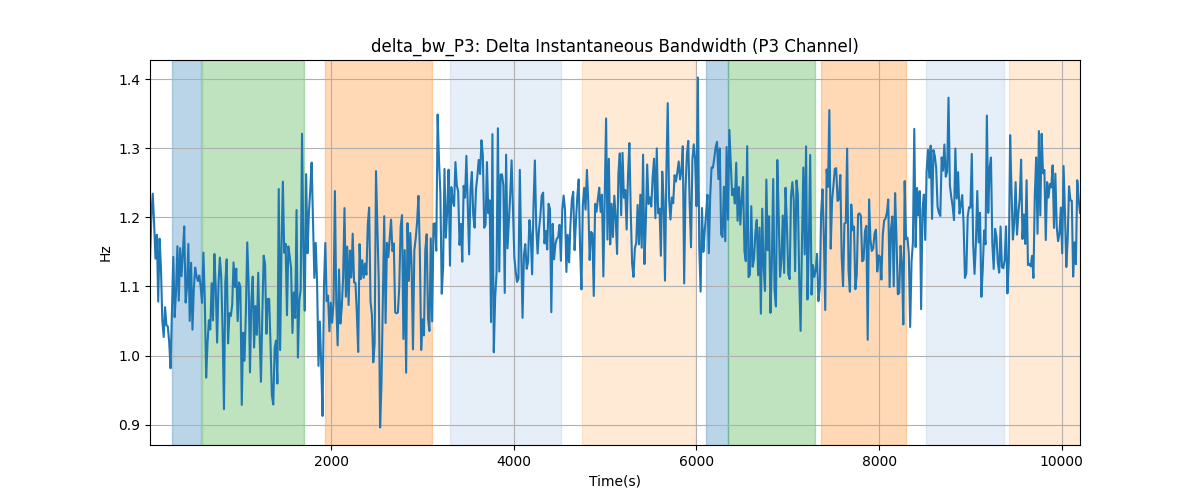 delta_bw_P3: Delta Instantaneous Bandwidth (P3 Channel)
1.4
1.3
1.2
1.1
1.0
0.9
Hz
2000 4000 6000 8000 10000
Time(s)